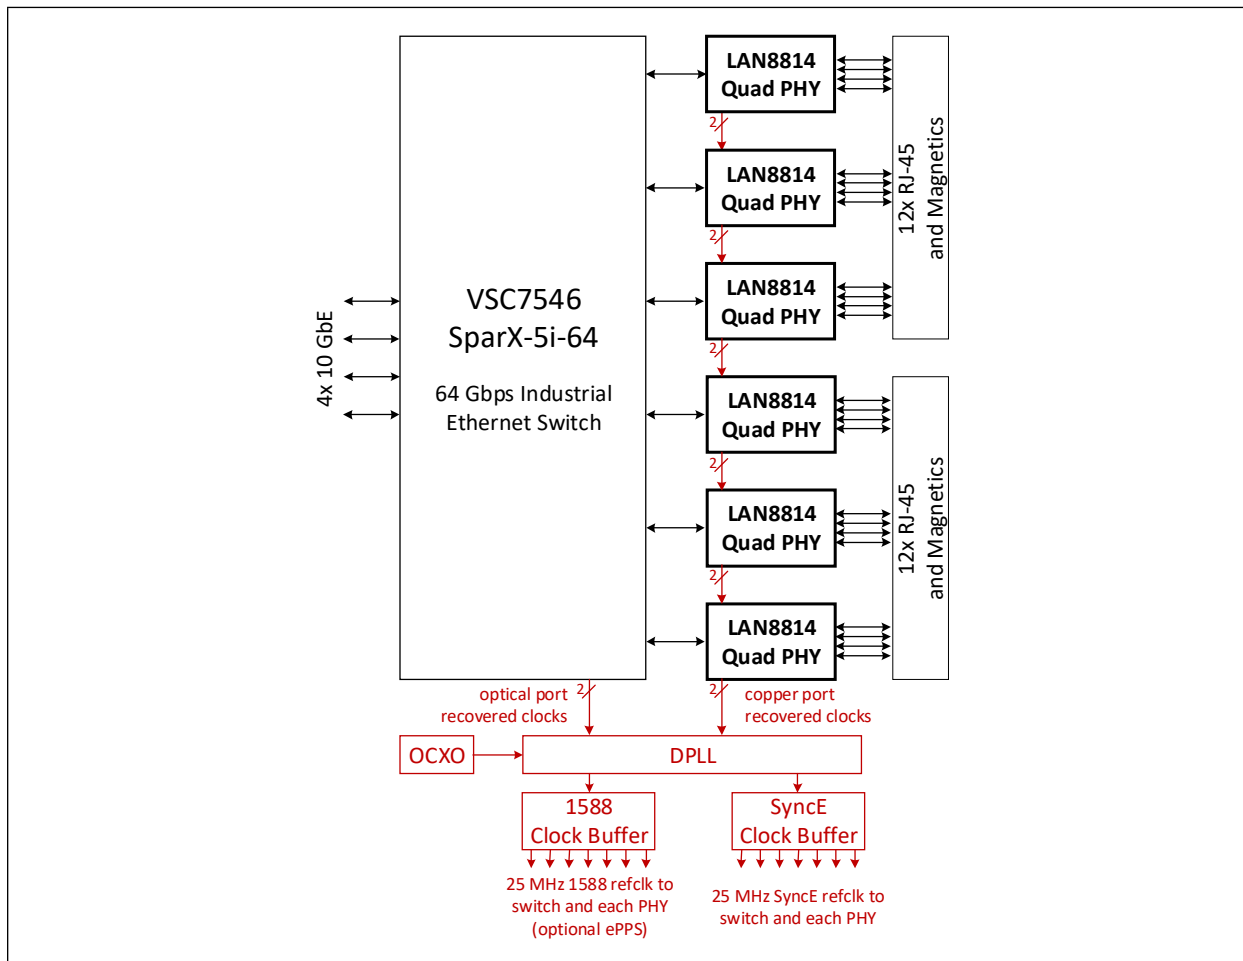 LAN8814
Quad PHY
2
LAN8814
Quad PHY
2
LAN8814
Quad PHY
2
LAN8814
Quad PHY
2
LAN8814
Quad PHY
2
LAN8814
Quad PHY
12x RJ-45
and Magnetics
12x RJ-45
and Magnetics
4x 10 GbE
VSC7546
SparX-5i-64
64 Gbps Industrial
Ethernet Switch
optical port
recovered clocks
2
2
copper port
recovered clocks
OCXO
DPLL
1588
Clock Buffer
SyncE
Clock Buffer
25 MHz 1588 refclk to
switch and each PHY
(optional ePPS)
25 MHz SyncE refclk to
switch and each PHY